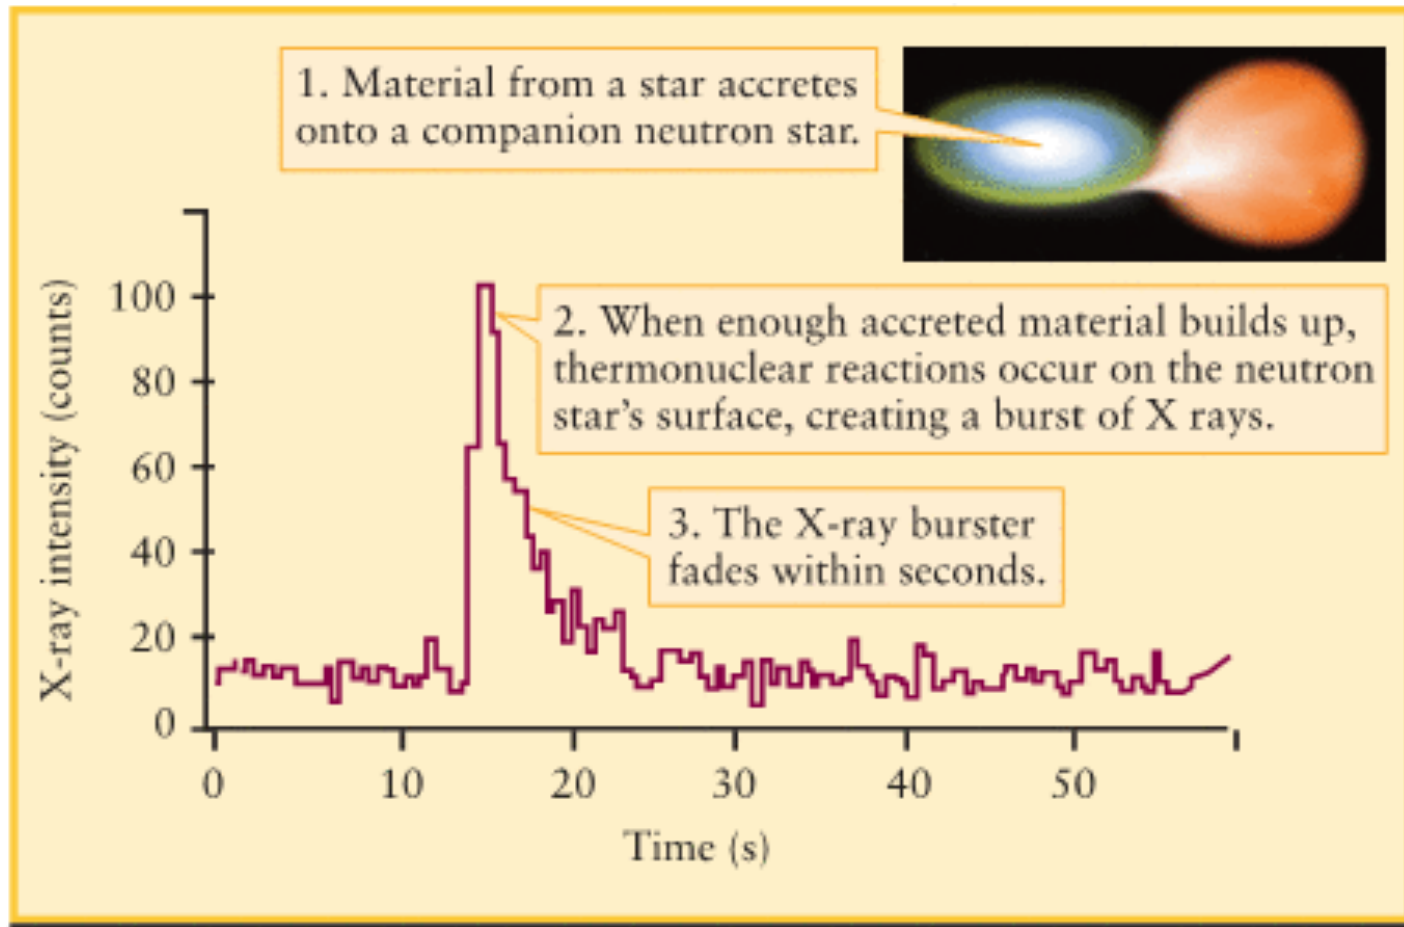 1. Material from a star accretes
onto a companion neutron star.
2. When enough accreted material builds up,
thermonuclear reactions occur on the neutron
star's surface, creating a burst of X rays.
3. The X-ray burster
fades within seconds.
X-ray intensity (counts)
100
80
60
40
20
0
0 10 20 30 40 50
Time (s)